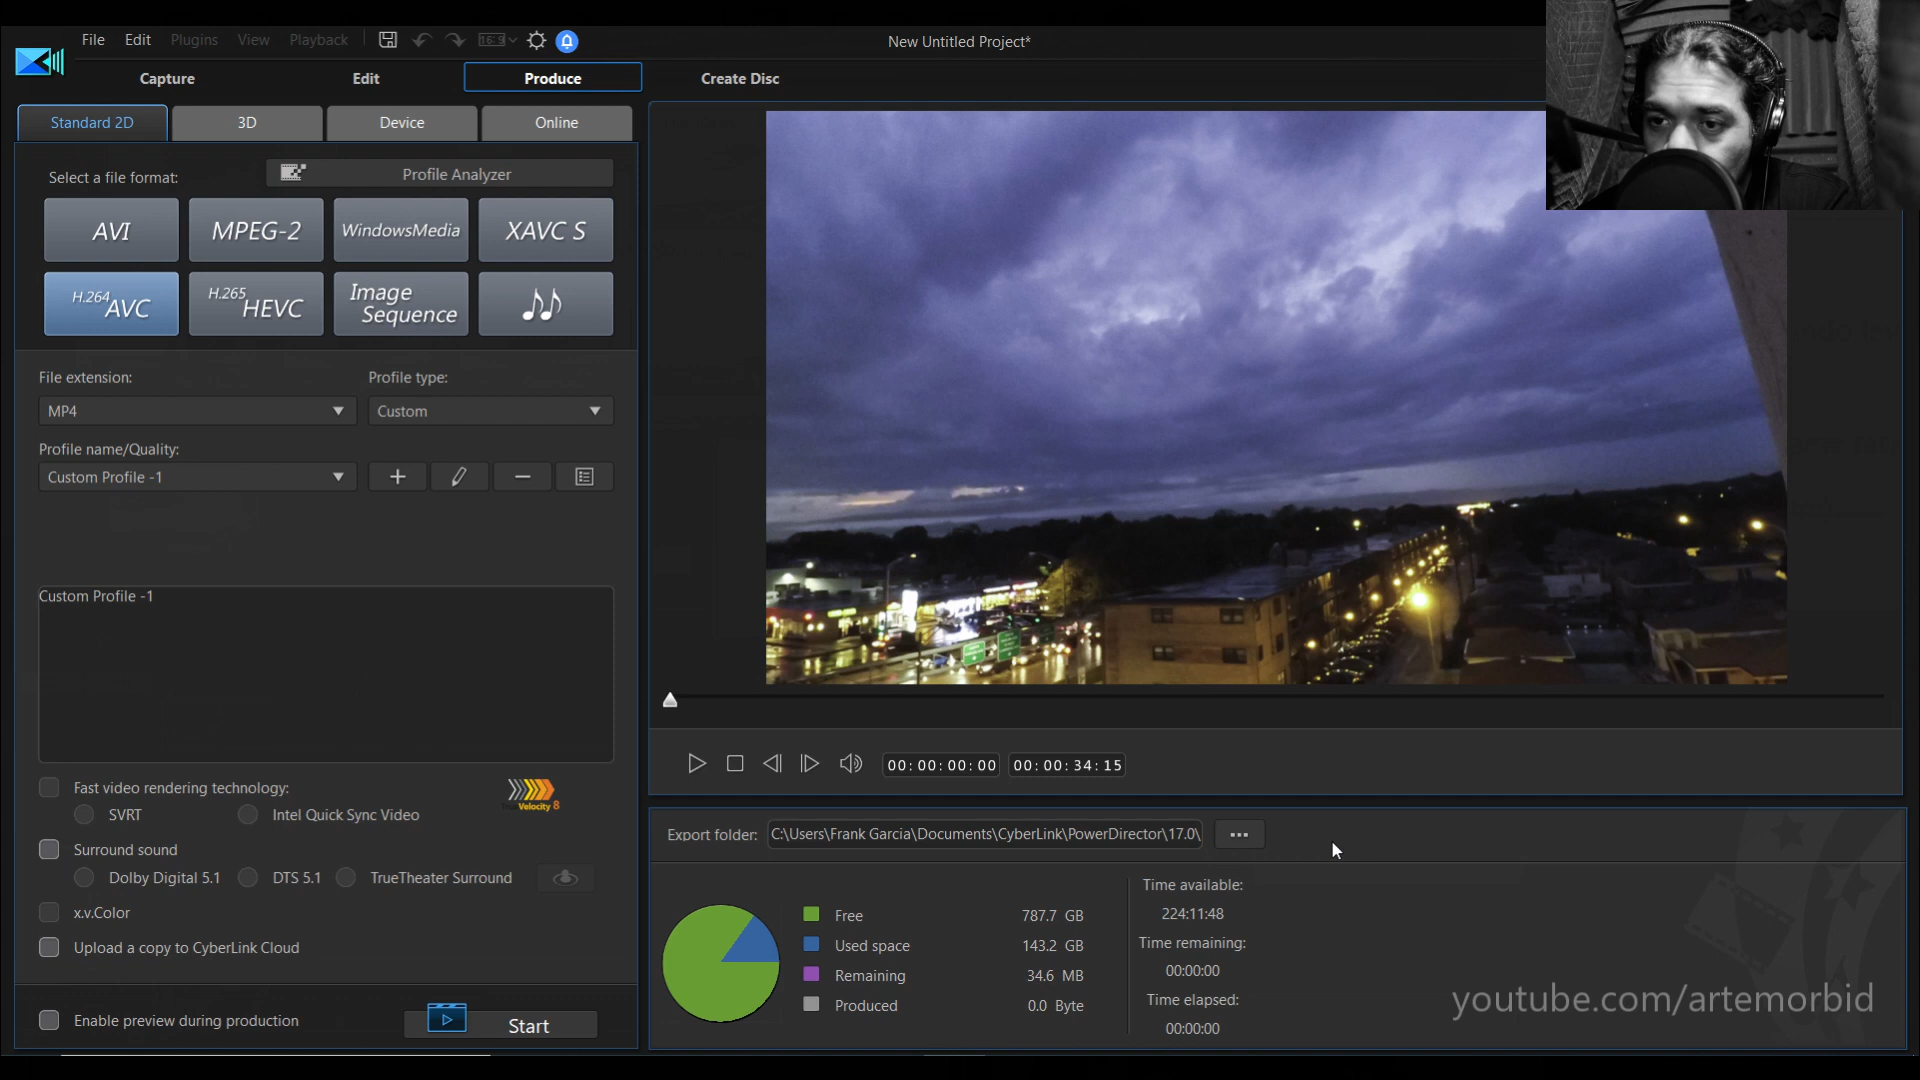 File Edit Plugins View Playback 16:9 New Untitled Project*
Capture Edit Produce Create Disc
Standard 2D 3D Device Online
Select a file format: Profile Analyzer
AVI MPEG-2 WindowsMedia XAVC S
H.264 AVC H.265 HEVC Image Sequence
File extension: Profile type:
MP4 Custom
Profile name/Quality:
Custom Profile -1
Custom Profile -1
Fast video rendering technology:
Velocity 8
SVRT Intel Quick Sync Video
Surround sound
Dolby Digital 5.1 DTS 5.1 TrueTheater Surround
x.v.Color
Upload a copy to CyberLink Cloud
Enable preview during production Start
00:00:00:00 00:00:34:15
Export folder: C:\Users\Frank Garcia\Documents\CyberLink\PowerDirector\17.0\ ...
Free 787.7 GB
Used space 143.2 GB
Remaining 34.6 MB
Produced 0.0 Byte
Time available:
224:11:48
Time remaining:
00:00:00
Time elapsed:
00:00:00
youtube.com/artemorbid